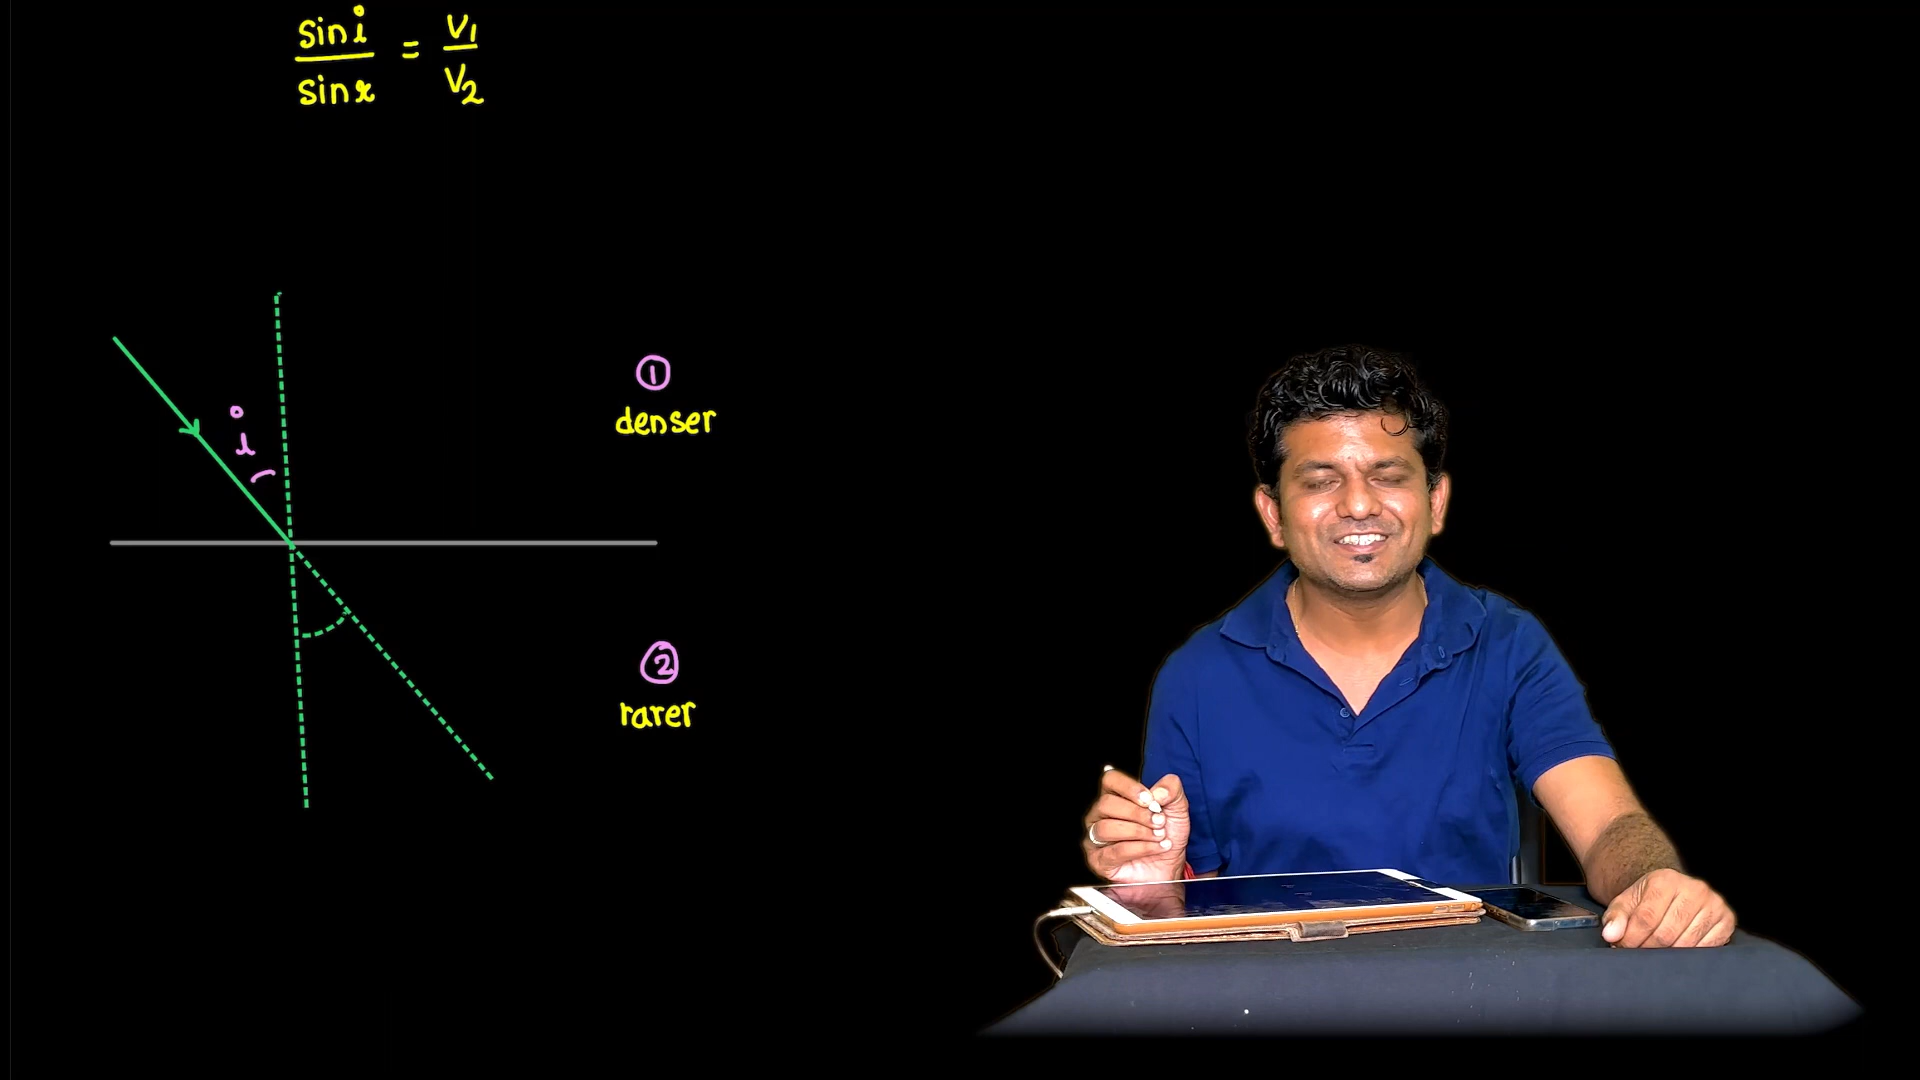 sin i / sin r = V1 / V2
i
①
denser
②
rarer